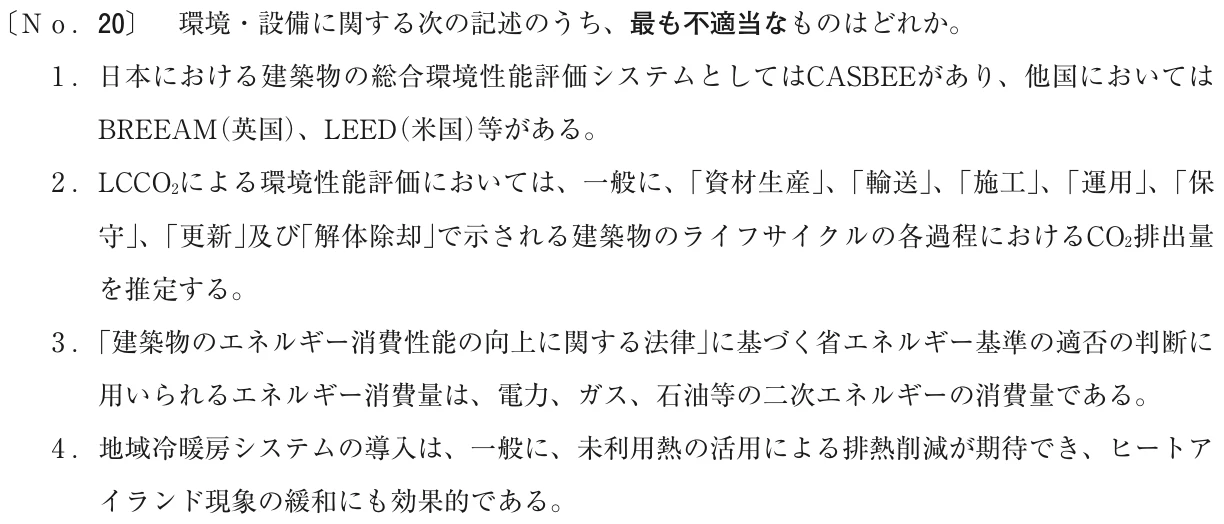 〔Ｎｏ．20〕　環境・設備に関する次の記述のうち、最も不適当なものはどれか。
１．日本における建築物の総合環境性能評価システムとしてはCASBEEがあり、他国においては
BREEAM(英国)、LEED(米国)等がある。
２．LCCO₂による環境性能評価においては、一般に、「資材生産」、「輸送」、「施工」、「運用」、「保
守」、「更新」及び「解体除却」で示される建築物のライフサイクルの各過程におけるCO₂排出量
を推定する。
３．「建築物のエネルギー消費性能の向上に関する法律」に基づく省エネルギー基準の適否の判断に
用いられるエネルギー消費量は、電力、ガス、石油等の二次エネルギーの消費量である。
４．地域冷暖房システムの導入は、一般に、未利用熱の活用による排熱削減が期待でき、ヒートア
イランド現象の緩和にも効果的である。